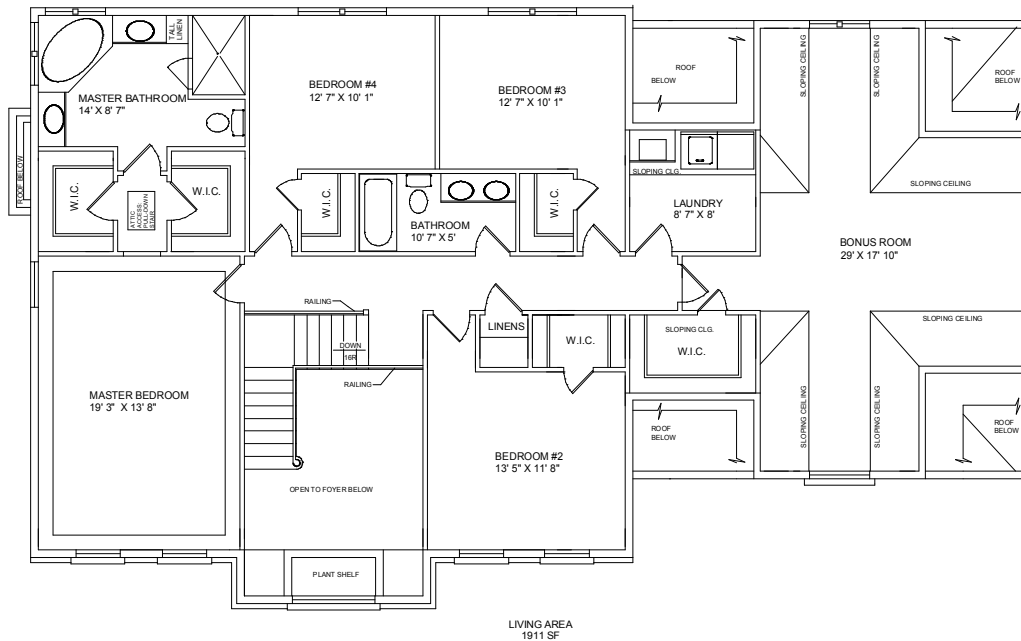 TALL
LINEN
MASTER BATHROOM
14' X 8' 7"
BEDROOM #4
12' 7" X 10' 1"
BEDROOM #3
12' 7" X 10' 1"
ROOF
BELOW
SLOPING CEILING
SLOPING CEILING
ROOF
BELOW
ROOF BELOW
W.I.C.
ATTIC
ACCESS:
PULL-DOWN
STAIR
W.I.C.
W.I.C.
BATHROOM
10' 7" X 5'
W.I.C.
SLOPING CLG.
LAUNDRY
8' 7" X 8'
SLOPING CEILING
BONUS ROOM
29' X 17' 10"
RAILING
DOWN
16R
RAILING
LINENS
W.I.C.
SLOPING CLG.
W.I.C.
SLOPING CEILING
MASTER BEDROOM
19' 3" X 13' 8"
OPEN TO FOYER BELOW
BEDROOM #2
13' 5" X 11' 8"
ROOF
BELOW
SLOPING CEILING
SLOPING CEILING
ROOF
BELOW
PLANT SHELF
LIVING AREA
1911 SF